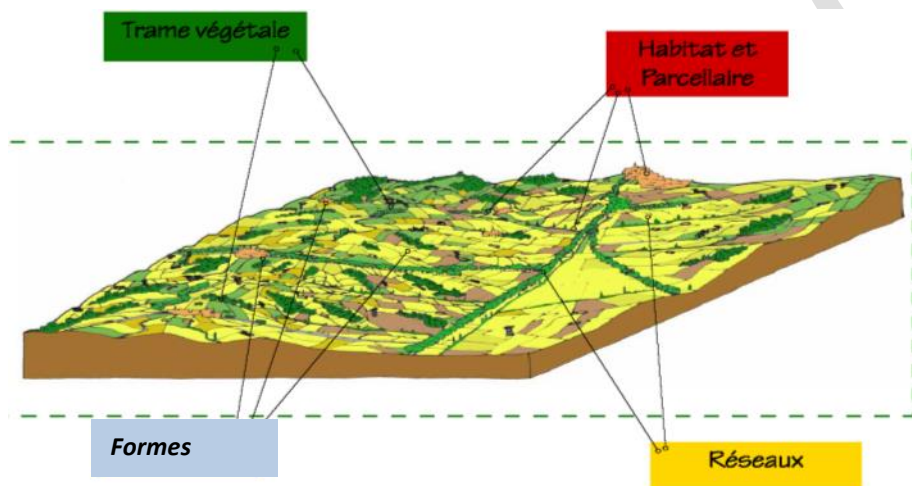 Trame végétale
Habitat et
Parcellaire
Formes
Réseaux